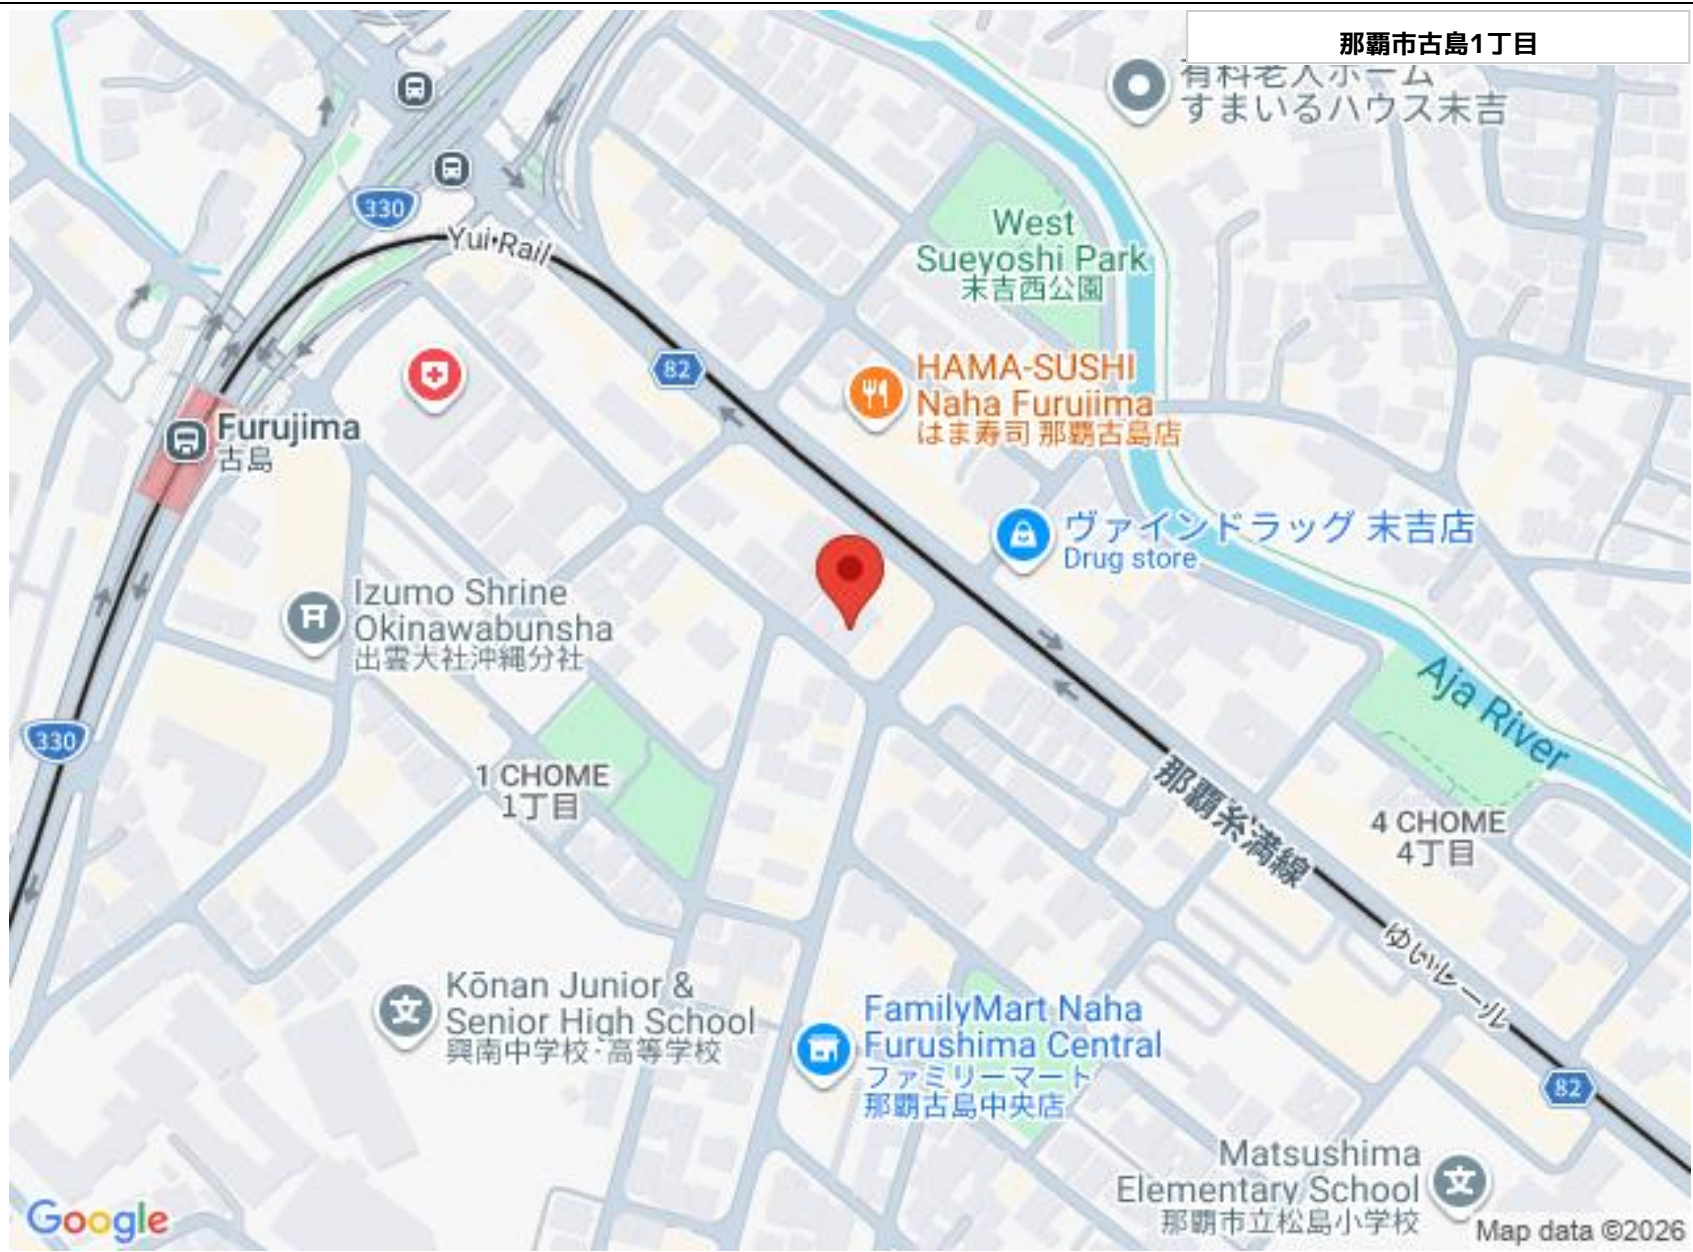 那覇市古島1丁目
有料老人ホーム
すまいるハウス末吉
330
Yui Rail
West
Sueyoshi Park
末吉西公園
82
HAMA-SUSHI
Naha Furujima
はま寿司 那覇古島店
Furujima
古島
ヴァインドラッグ 末吉店
Drug store
Izumo Shrine
Okinawabunsha
出雲大社沖縄分社
Aja River
330
1 CHOME
1丁目
那覇糸満線
4 CHOME
4丁目
ゆいレール
Kōnan Junior &
Senior High School
興南中学校・高等学校
FamilyMart Naha
Furushima Central
ファミリーマート
那覇古島中央店
82
Matsushima
Elementary School
那覇市立松島小学校
Google
Map data ©2026